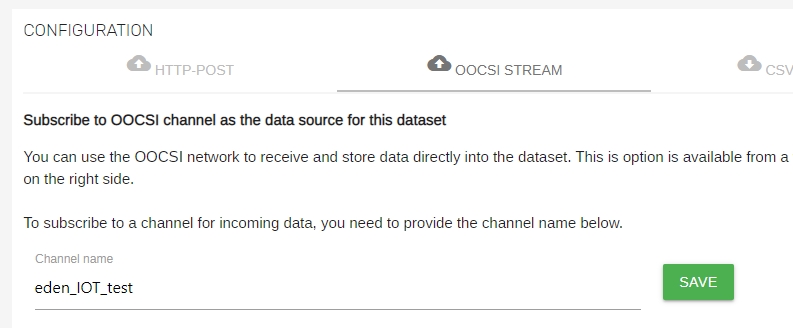 CONFIGURATION
HTTP-POST
OOCSI STREAM
CSV
Subscribe to OOCSI channel as the data source for this dataset
You can use the OOCSI network to receive and store data directly into the dataset. This is option is available from a
on the right side.
To subscribe to a channel for incoming data, you need to provide the channel name below.
Channel name
eden_IOT_test
SAVE